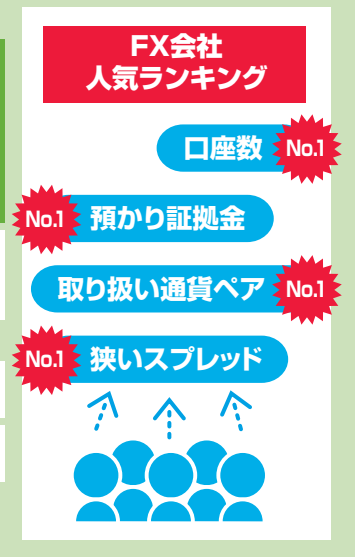 FX会社
人気ランキング
口座数 No.1
No.1 預かり証拠金
取り扱い通貨ペア No.1
No.1 狭いスプレッド